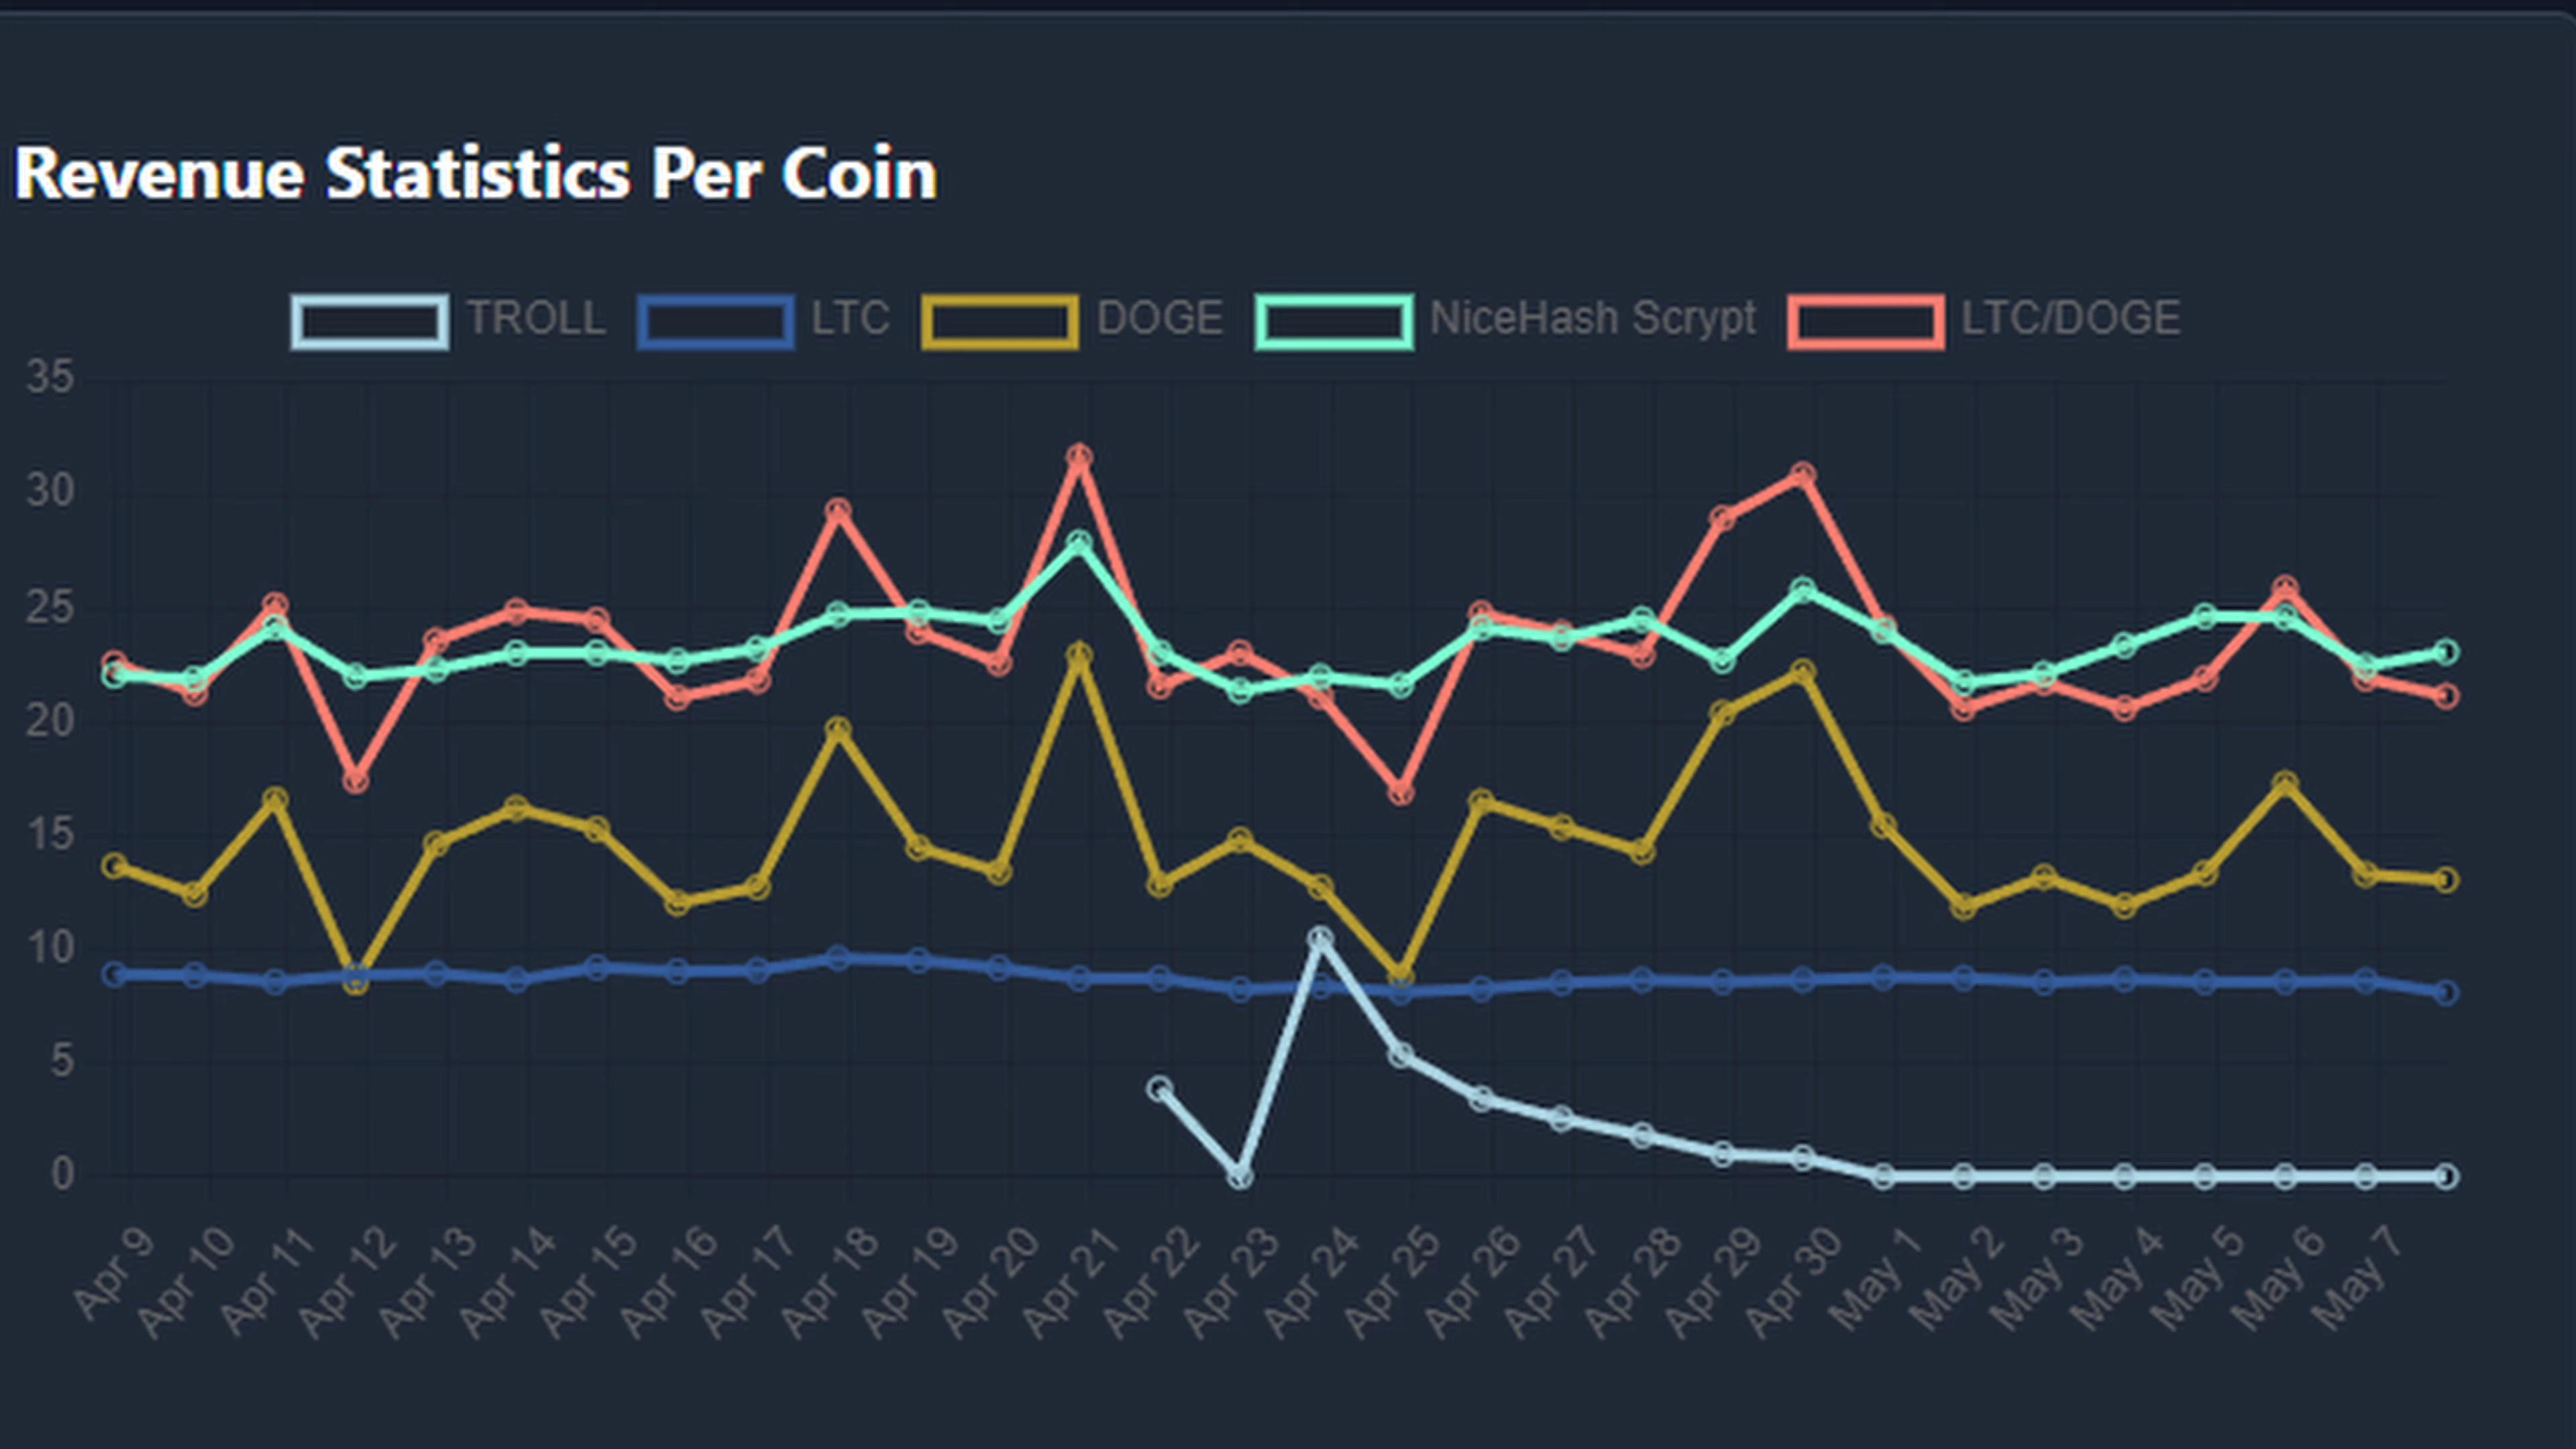 Revenue Statistics Per Coin
TROLL LTC DOGE NiceHash Scrypt LTC/DOGE
35
30
25
20
15
10
5
0
Apr 9 Apr 10 Apr 11 Apr 12 Apr 13 Apr 14 Apr 15 Apr 16 Apr 17 Apr 18 Apr 19 Apr 20 Apr 21 Apr 22 Apr 23 Apr 24 Apr 25 Apr 26 Apr 27 Apr 28 Apr 29 Apr 30 May 1 May 2 May 3 May 4 May 5 May 6 May 7